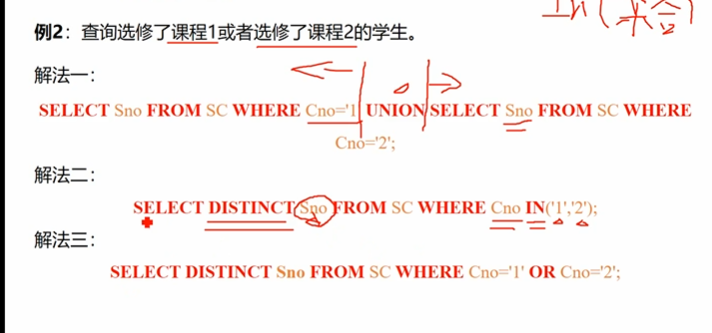 例2：查询选修了课程1或者选修了课程2的学生。
解法一：
SELECT Sno FROM SC WHERE Cno='1' UNION SELECT Sno FROM SC WHERE
Cno='2';
解法二：
SELECT DISTINCT Sno FROM SC WHERE Cno IN('1','2');
解法三：
SELECT DISTINCT Sno FROM SC WHERE Cno='1' OR Cno='2';